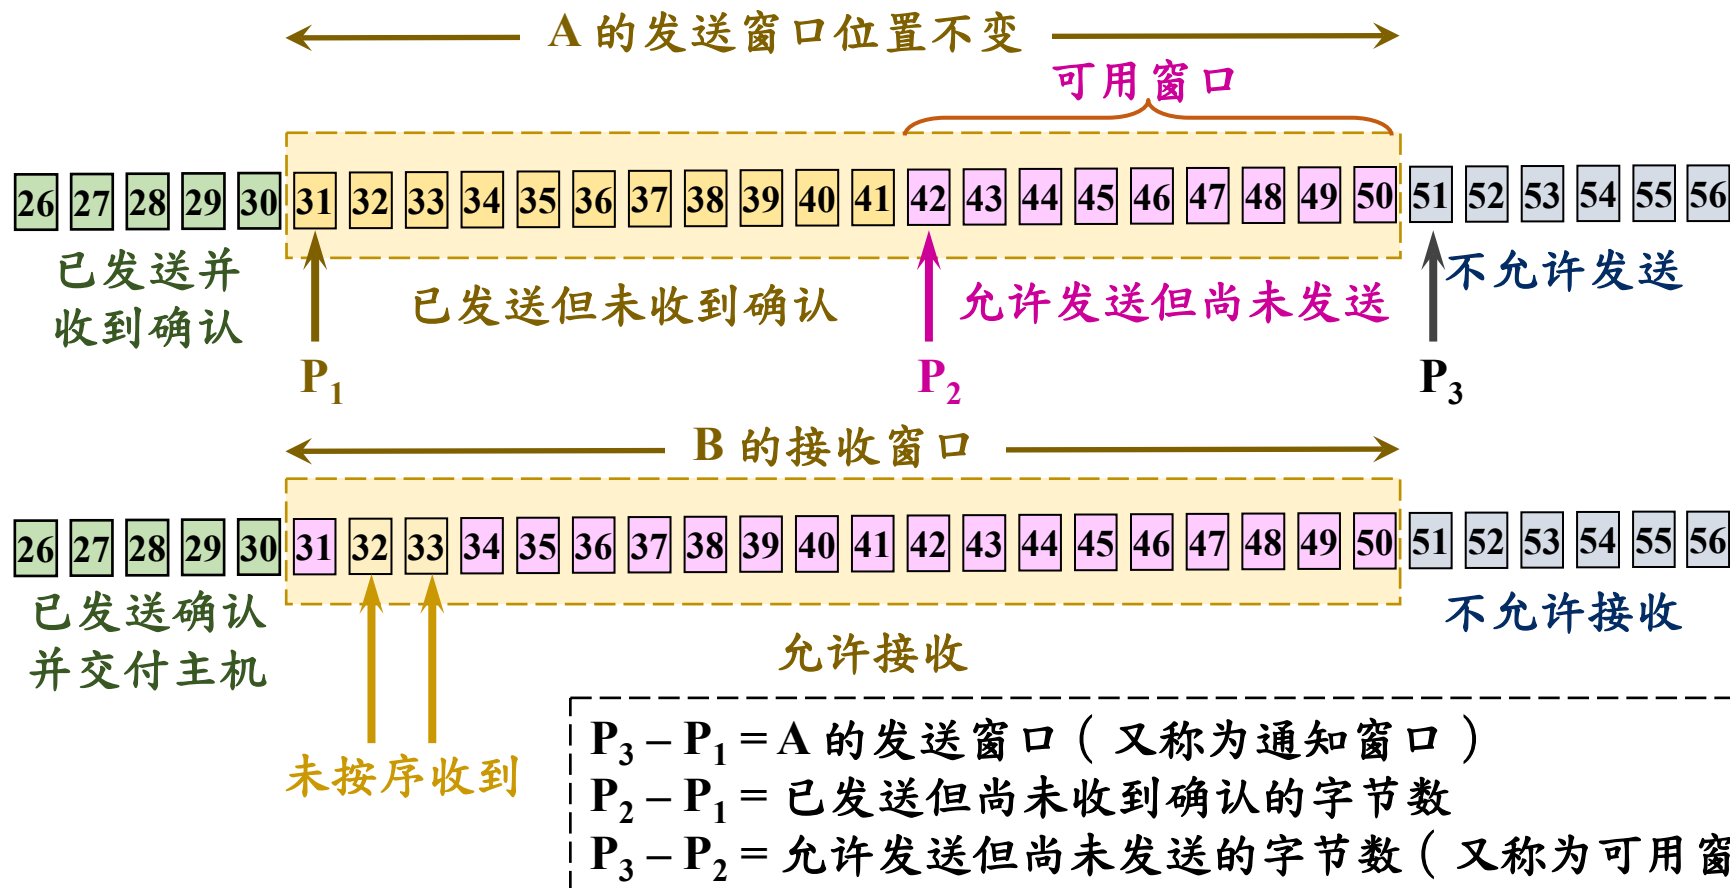 A 的发送窗口位置不变
可用窗口
26 27 28 29 30 31 32 33 34 35 36 37 38 39 40 41 42 43 44 45 46 47 48 49 50 51 52 53 54 55 56
已发送并
收到确认
已发送但未收到确认
允许发送但尚未发送
不允许发送
P1
P2
P3
B 的接收窗口
26 27 28 29 30 31 32 33 34 35 36 37 38 39 40 41 42 43 44 45 46 47 48 49 50 51 52 53 54 55 56
已发送确认
并交付主机
允许接收
不允许接收
未按序收到
P3 – P1 = A 的发送窗口（又称为通知窗口）
P2 – P1 = 已发送但尚未收到确认的字节数
P3 – P2 = 允许发送但尚未发送的字节数（又称为可用窗